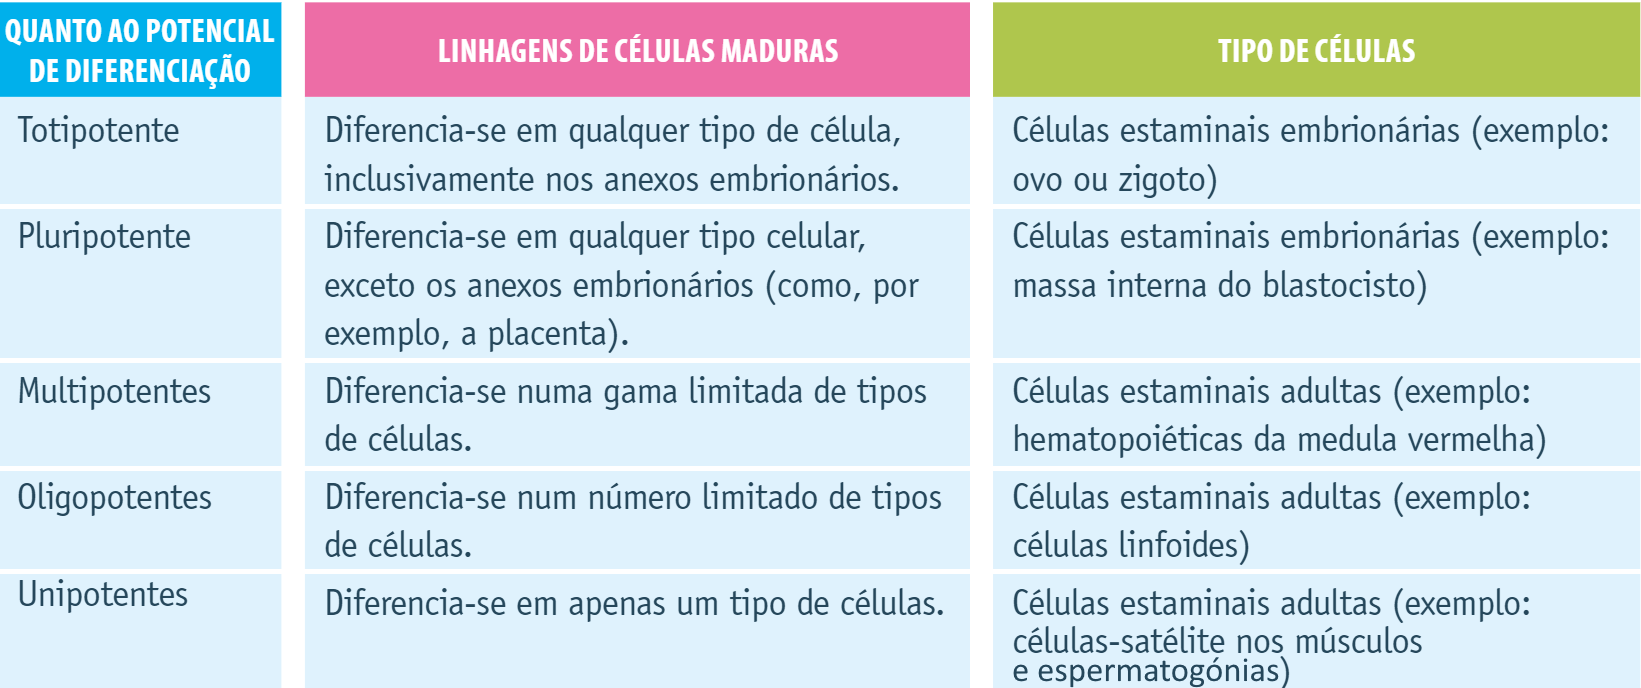 QUANTO AO POTENCIAL
DE DIFERENCIAÇÃO
LINHAGENS DE CÉLULAS MADURAS
TIPO DE CÉLULAS
Totipotente
Diferencia-se em qualquer tipo de célula,
inclusivamente nos anexos embrionários.
Células estaminais embrionárias (exemplo:
ovo ou zigoto)
Pluripotente
Diferencia-se em qualquer tipo celular,
exceto os anexos embrionários (como, por
exemplo, a placenta).
Células estaminais embrionárias (exemplo:
massa interna do blastocisto)
Multipotentes
Diferencia-se numa gama limitada de tipos
de células.
Células estaminais adultas (exemplo:
hematopoiéticas da medula vermelha)
Oligopotentes
Diferencia-se num número limitado de tipos
de células.
Células estaminais adultas (exemplo:
células linfoides)
Unipotentes
Diferencia-se em apenas um tipo de células.
Células estaminais adultas (exemplo:
células-satélite nos músculos
e espermatogónias)